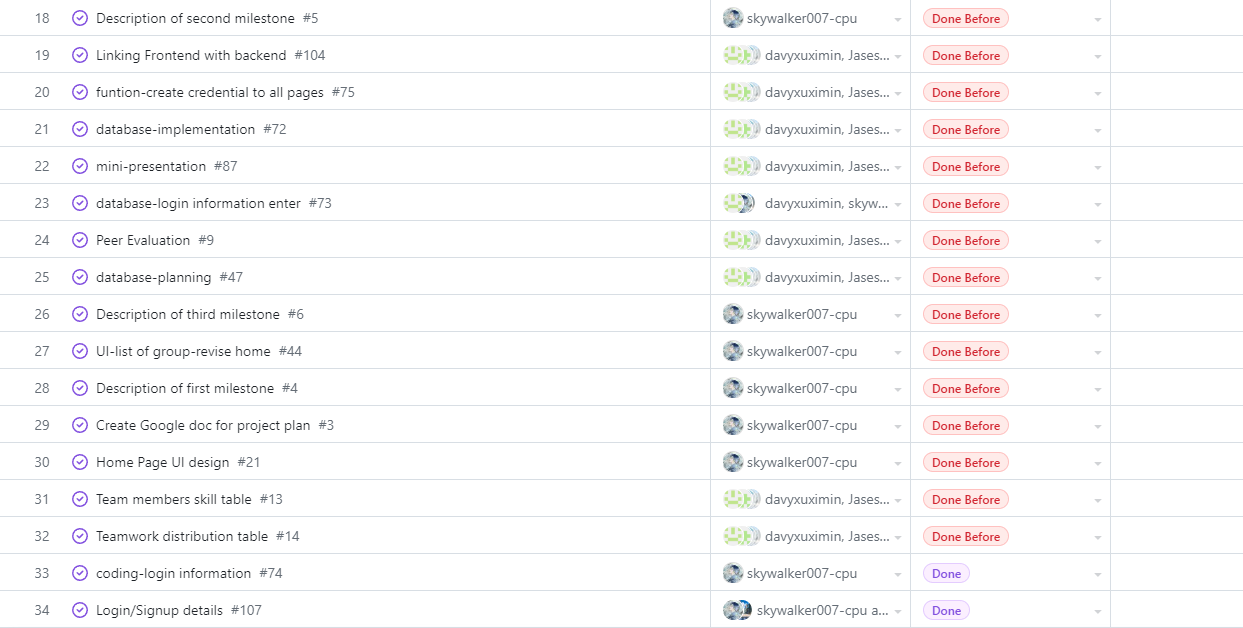 18 Description of second milestone #5 skywalker007-cpu Done Before
19 Linking Frontend with backend #104 davyxuximin, Jases... Done Before
20 funtion-create credential to all pages #75 davyxuximin, Jases... Done Before
21 database-implementation #72 davyxuximin, Jases... Done Before
22 mini-presentation #87 davyxuximin, Jases... Done Before
23 database-login information enter #73 davyxuximin, skyw... Done Before
24 Peer Evaluation #9 davyxuximin, Jases... Done Before
25 database-planning #47 davyxuximin, Jases... Done Before
26 Description of third milestone #6 skywalker007-cpu Done Before
27 UI-list of group-revise home #44 skywalker007-cpu Done Before
28 Description of first milestone #4 skywalker007-cpu Done Before
29 Create Google doc for project plan #3 skywalker007-cpu Done Before
30 Home Page UI design #21 skywalker007-cpu Done Before
31 Team members skill table #13 davyxuximin, Jases... Done Before
32 Teamwork distribution table #14 davyxuximin, Jases... Done Before
33 coding-login information #74 skywalker007-cpu Done
34 Login/Signup details #107 skywalker007-cpu a... Done